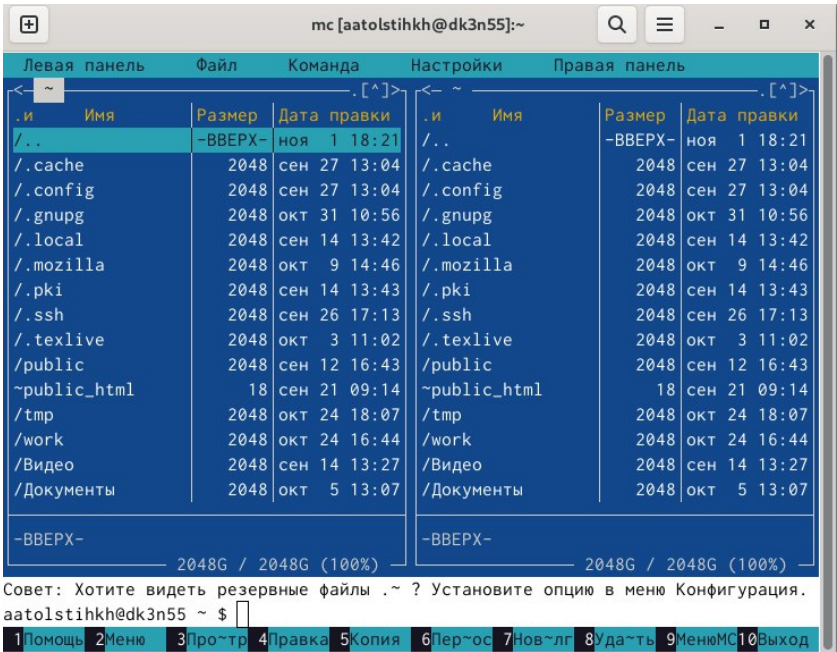 mc [aatolstihkh@dk3n55]:~
Левая панель Файл Команда Настройки Правая панель
<- ~ .[^]> <- ~ .[^]>
.и Имя Размер Дата правки .и Имя Размер Дата правки
/.. -ВВЕРХ- ноя 1 18:21 /.. -ВВЕРХ- ноя 1 18:21
/.cache 2048 сен 27 13:04 /.cache 2048 сен 27 13:04
/.config 2048 сен 27 13:04 /.config 2048 сен 27 13:04
/.gnupg 2048 окт 31 10:56 /.gnupg 2048 окт 31 10:56
/.local 2048 сен 14 13:42 /.local 2048 сен 14 13:42
/.mozilla 2048 окт 9 14:46 /.mozilla 2048 окт 9 14:46
/.pki 2048 сен 14 13:43 /.pki 2048 сен 14 13:43
/.ssh 2048 сен 26 17:13 /.ssh 2048 сен 26 17:13
/.texlive 2048 окт 3 11:02 /.texlive 2048 окт 3 11:02
/public 2048 сен 12 16:43 /public 2048 сен 12 16:43
~public_html 18 сен 21 09:14 ~public_html 18 сен 21 09:14
/tmp 2048 окт 24 18:07 /tmp 2048 окт 24 18:07
/work 2048 окт 24 16:44 /work 2048 окт 24 16:44
/Видео 2048 сен 14 13:27 /Видео 2048 сен 14 13:27
/Документы 2048 окт 5 13:07 /Документы 2048 окт 5 13:07
-ВВЕРХ- -ВВЕРХ-
2048G / 2048G (100%) 2048G / 2048G (100%)
Совет: Хотите видеть резервные файлы .~ ? Установите опцию в меню Конфигурация.
aatolstihkh@dk3n55 ~ $
1Помощь 2Меню 3Про~тр 4Правка 5Копия 6Пер~ос 7Нов~лг 8Уда~ть 9МенюMC 10Выход